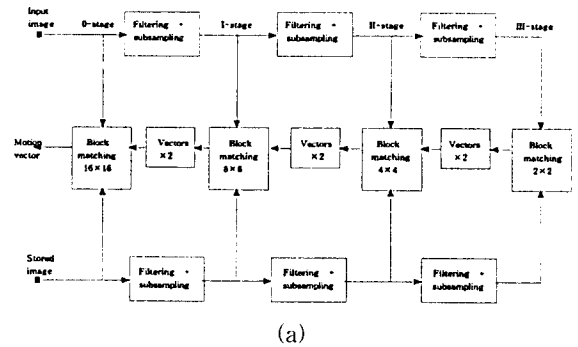 Input
image
0-stage
Filtering +
subsampling
I-stage
Filtering +
subsampling
II-stage
Filtering +
subsampling
III-stage
Motion
vector
Block
matching
16×16
Vectors
×2
Block
matching
8×8
Vectors
×2
Block
matching
4×4
Vectors
×2
Block
matching
2×2
Stored
image
Filtering +
subsampling
Filtering +
subsampling
Filtering +
subsampling
(a)